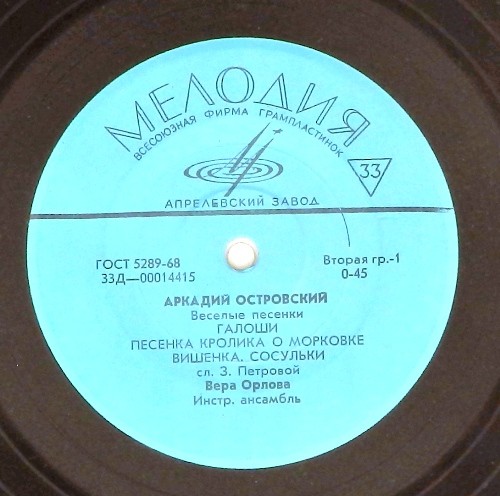 МЕЛОДИЯ
ВСЕСОЮЗНАЯ ФИРМА ГРАМПЛАСТИНОК
33
АПРЕЛЕВСКИЙ ЗАВОД
ГОСТ 5289-68
33Д—00014415
Вторая гр.-1
0-45
АРКАДИЙ ОСТРОВСКИЙ
Веселые песенки
ГАЛОШИ
ПЕСЕНКА КРОЛИКА О МОРКОВКЕ
ВИШЕНКА. СОСУЛЬКИ
сл. З. Петровой
Вера Орлова
Инстр. ансамбль